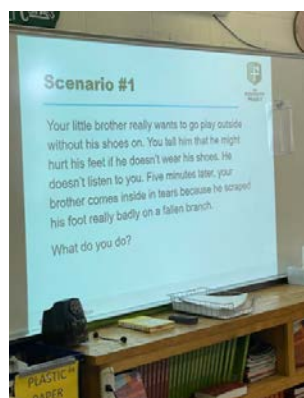 Scenario #1
Your little brother really wants to go play outside
without his shoes on. You tell him that he might
hurt his feet if he doesn't wear his shoes. He
doesn't listen to you. Five minutes later, your
brother comes inside in tears because he scraped
his foot really badly on a fallen branch.
What do you do?
PLASTIC
PAPER